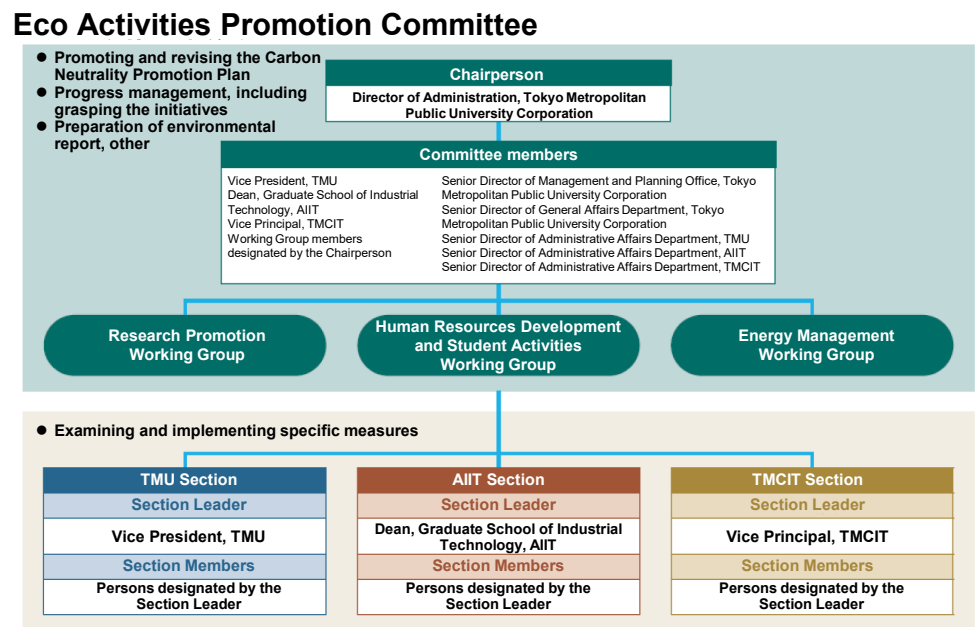 Eco Activities Promotion Committee
● Promoting and revising the Carbon
Neutrality Promotion Plan
● Progress management, including
grasping the initiatives
● Preparation of environmental
report, other
Chairperson
Director of Administration, Tokyo Metropolitan
Public University Corporation
Committee members
Vice President, TMU
Dean, Graduate School of Industrial
Technology, AIIT
Vice Principal, TMCIT
Working Group members
designated by the Chairperson
Senior Director of Management and Planning Office, Tokyo
Metropolitan Public University Corporation
Senior Director of General Affairs Department, Tokyo
Metropolitan Public University Corporation
Senior Director of Administrative Affairs Department, TMU
Senior Director of Administrative Affairs Department, AIIT
Senior Director of Administrative Affairs Department, TMCIT
Research Promotion
Working Group
Human Resources Development
and Student Activities
Working Group
Energy Management
Working Group
● Examining and implementing specific measures
TMU Section
Section Leader
Vice President, TMU
Section Members
Persons designated by the
Section Leader
AIIT Section
Section Leader
Dean, Graduate School of Industrial
Technology, AIIT
Section Members
Persons designated by the
Section Leader
TMCIT Section
Section Leader
Vice Principal, TMCIT
Section Members
Persons designated by the
Section Leader